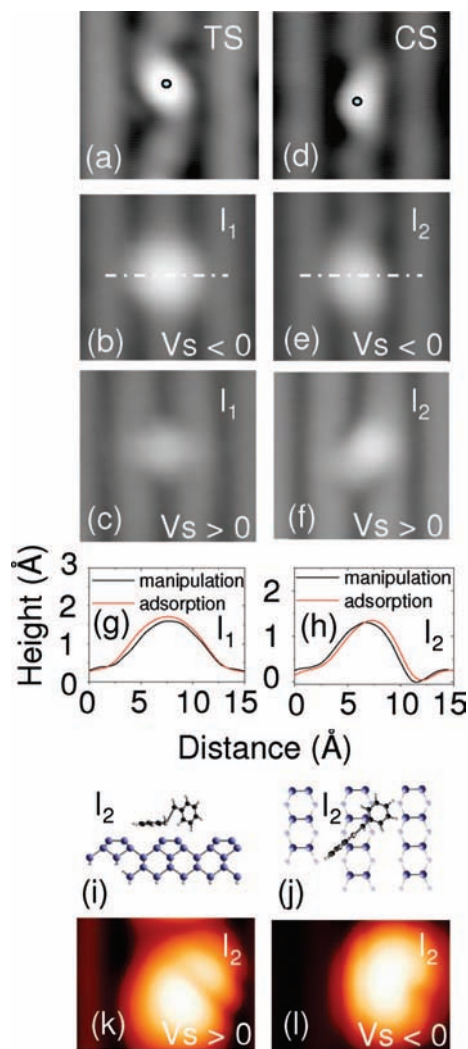 TS
CS
(a)
(d)
I1
I2
(b)
Vs < 0
(e)
Vs < 0
I1
I2
(c)
Vs > 0
(f)
Vs > 0
Height (Å)
3
2
1
0
manipulation
adsorption
(g)
I1
0
5
10
15
2
1
0
manipulation
adsorption
(h)
I2
0
5
10
15
Distance (Å)
I2
(i)
I2
(j)
I2
(k)
Vs > 0
I2
(l)
Vs < 0